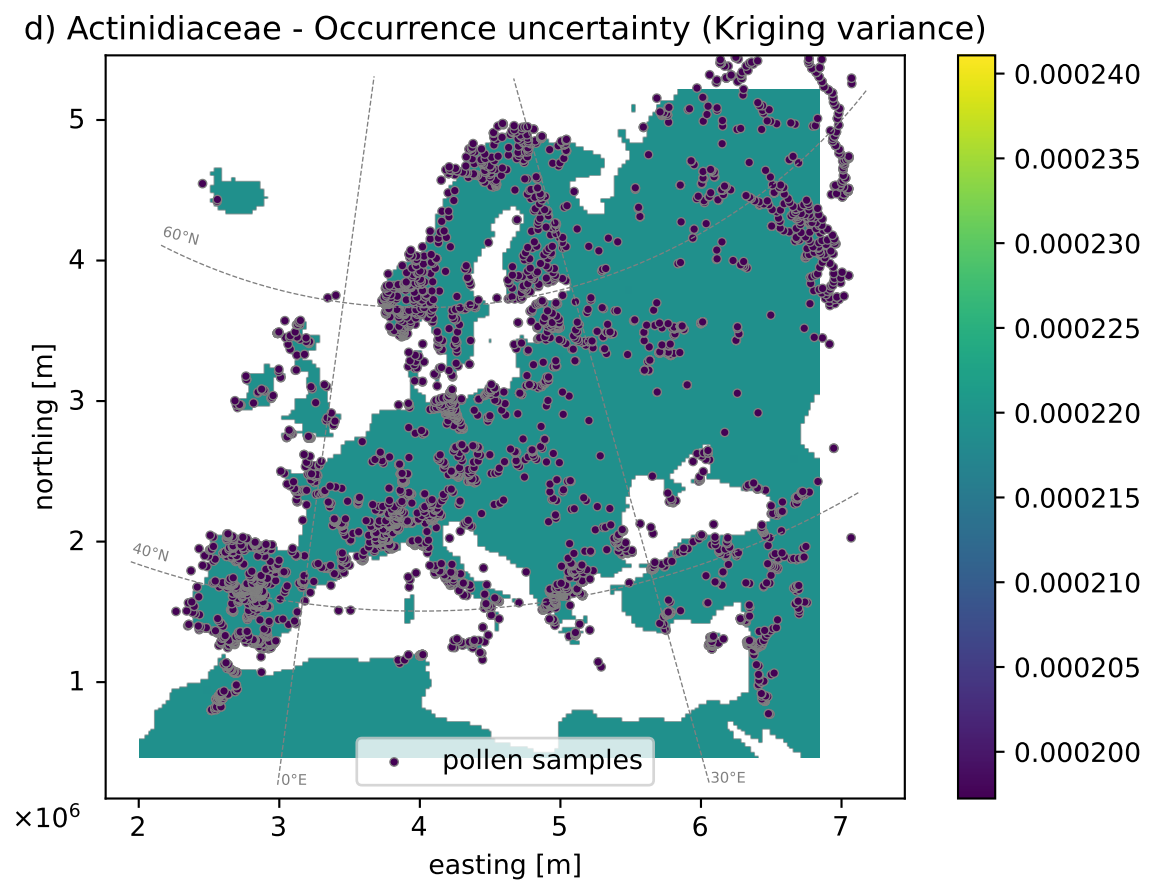 d) Actinidiaceae - Occurrence uncertainty (Kriging variance)
5
4
3
2
1
northing [m]
×10⁶
2 3 4 5 6 7
easting [m]
60°N
40°N
0°E
30°E
pollen samples
0.000240
0.000235
0.000230
0.000225
0.000220
0.000215
0.000210
0.000205
0.000200